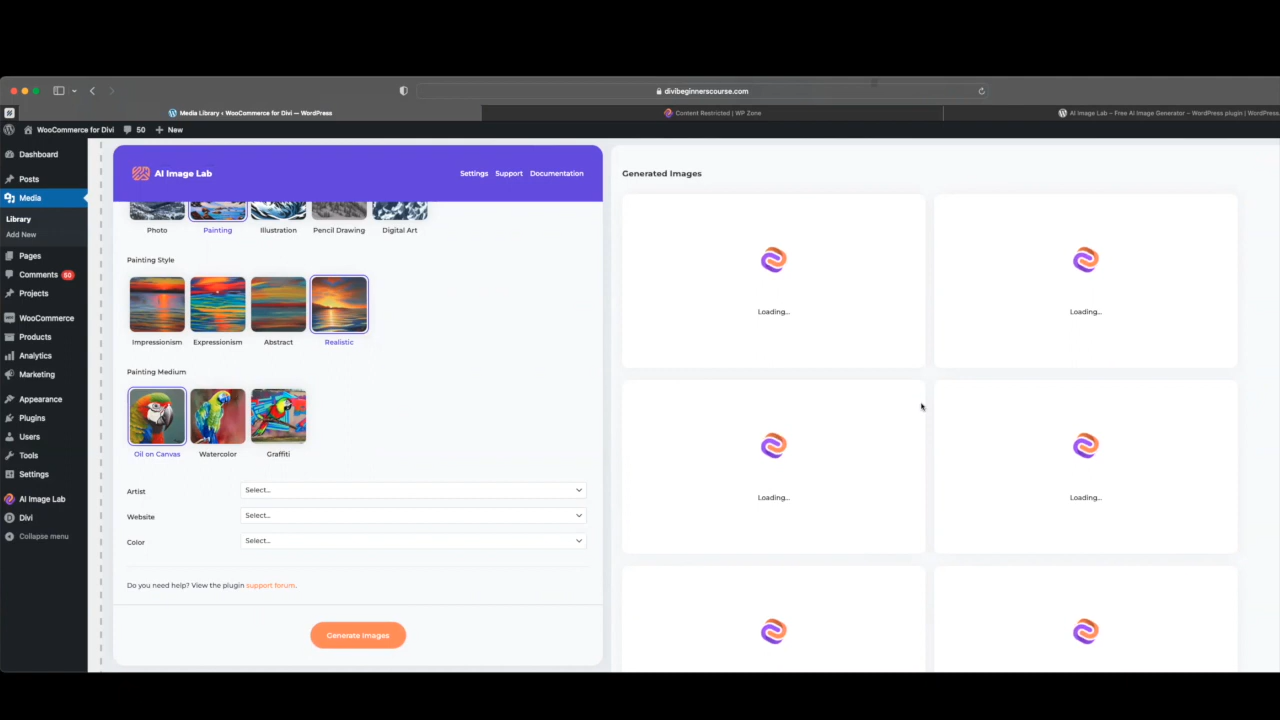 divibeginnerscourse.com
Media Library ‹ WooCommerce for Divi — WordPress
Content Restricted | WP Zone
AI Image Lab – Free AI Image Generator – WordPress plugin | WordPress.
WooCommerce for Divi
50
New
Dashboard
Posts
Media
Library
Add New
Pages
Comments 50
Projects
WooCommerce
Products
Analytics
Marketing
Appearance
Plugins
Users
Tools
Settings
AI Image Lab
Divi
Collapse menu
AI Image Lab
Settings Support Documentation
Photo Painting Illustration Pencil Drawing Digital Art
Painting Style
Impressionism Expressionism Abstract Realistic
Painting Medium
Oil on Canvas Watercolor Graffiti
Artist Select...
Website Select...
Color Select...
Do you need help? View the plugin support forum.
Generate Images
Generated Images
Loading... Loading...
Loading... Loading...